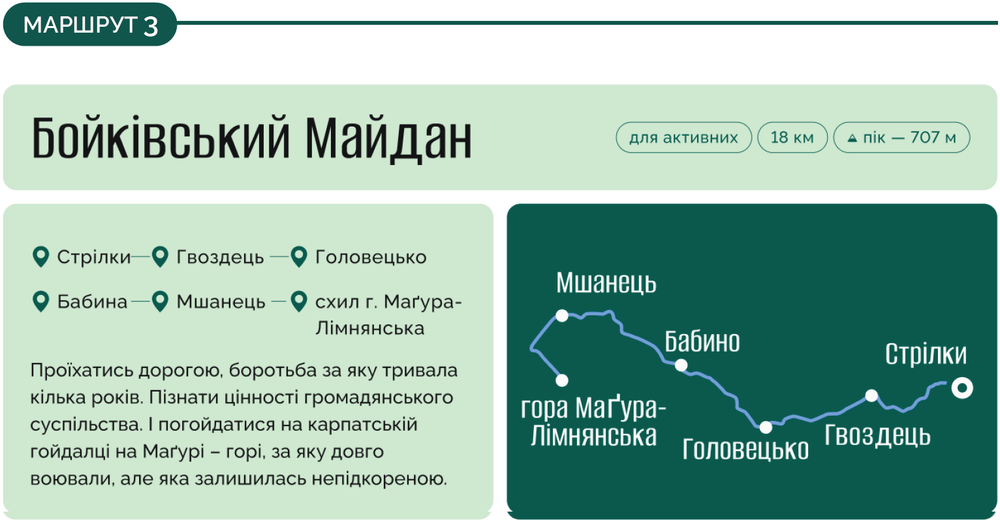 МАРШРУТ 3
Бойківський Майдан
для активних
18 км
пік — 707 м
Стрілки — Гвоздець — Головецько
Бабина — Мшанець — схил г. Маґура-
Лімнянська
Проїхатись дорогою, боротьба за яку тривала
кілька років. Пізнати цінності громадянського
суспільства. І погойдатися на карпатській
гойдалці на Маґурі – горі, за яку довго
воювали, але яка залишилась непідкореною.
Мшанець
Бабино
Стрілки
гора Маґура-
Лімнянська
Гвоздець
Головецько